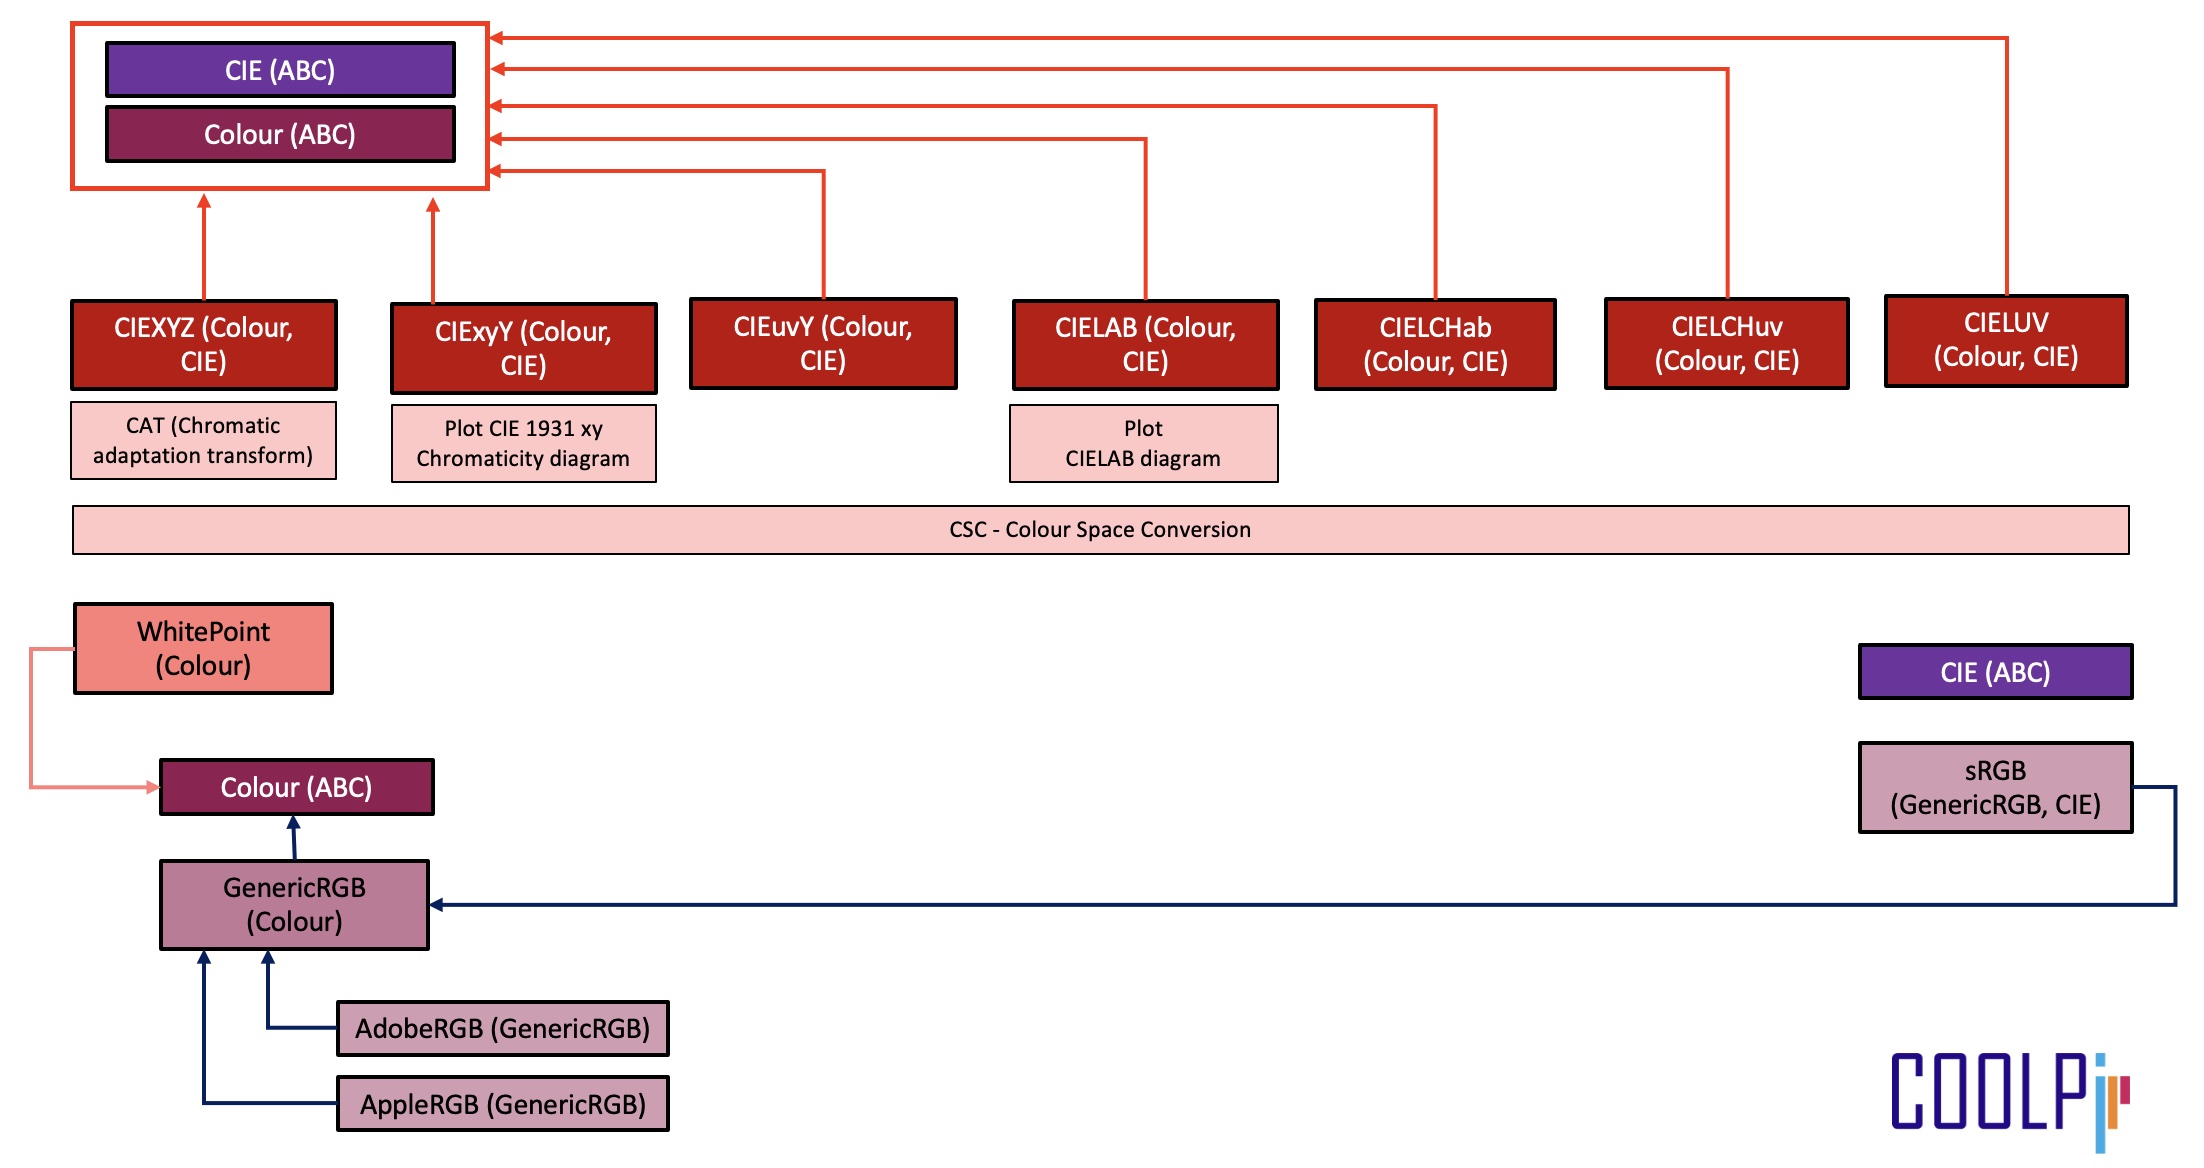 CIE (ABC)
Colour (ABC)
CIEXYZ (Colour,
CIE)
CIExyY (Colour,
CIE)
CIEuvY (Colour,
CIE)
CIELAB (Colour,
CIE)
CIELCHab
(Colour, CIE)
CIELCHuv
(Colour, CIE)
CIELUV
(Colour, CIE)
CAT (Chromatic
adaptation transform)
Plot CIE 1931 xy
Chromaticity diagram
Plot
CIELAB diagram
CSC - Colour Space Conversion
WhitePoint
(Colour)
CIE (ABC)
sRGB
(GenericRGB, CIE)
Colour (ABC)
GenericRGB
(Colour)
AdobeRGB (GenericRGB)
AppleRGB (GenericRGB)
COOLPi